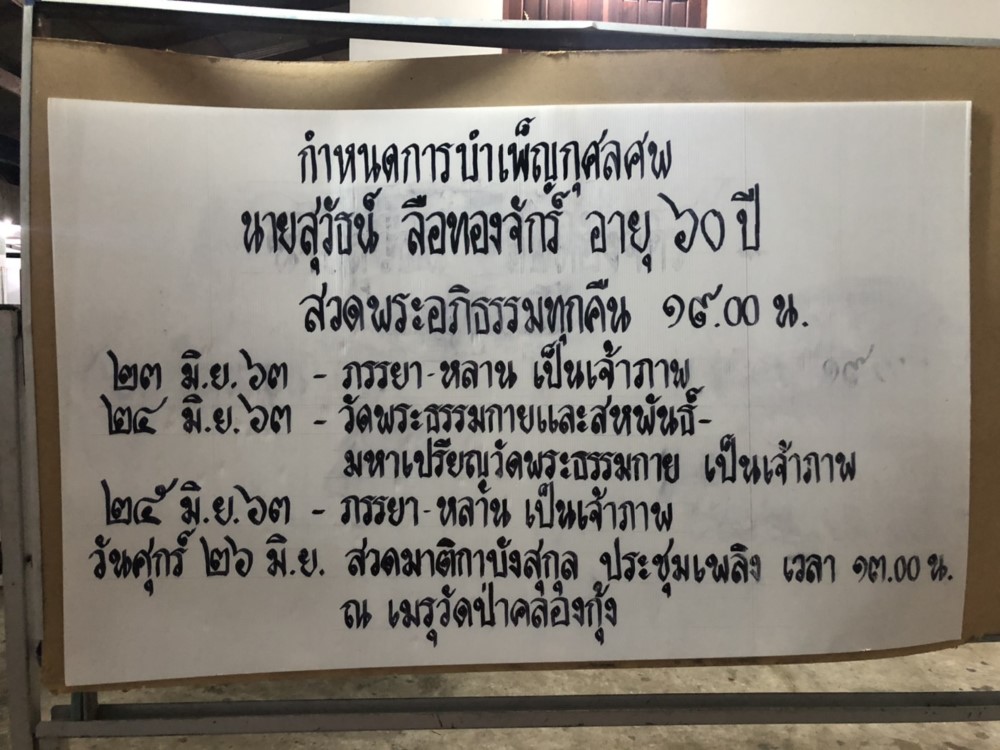 กำหนดการบำเพ็ญกุศลศพ
นายสุวัธน์ ลือทองจักร์ อายุ ๖๐ ปี
สวดพระอภิธรรมทุกคืน ๑๙.๐๐ น.
๒๓ มิ.ย. ๖๓ - ภรรยา - หลาน เป็นเจ้าภาพ
๒๔ มิ.ย. ๖๓ - วัดพระธรรมกายและสหพันธ์-
มหาเปรียญวัดพระธรรมกาย เป็นเจ้าภาพ
๒๕ มิ.ย. ๖๓ - ภรรยา - หลาน เป็นเจ้าภาพ
วันศุกร์ ๒๖ มิ.ย. สวดมาติกาบังสุกุล ประชุมเพลิง เวลา ๑๓.๐๐ น.
ณ เมรุวัดป่าคลองกุ้ง